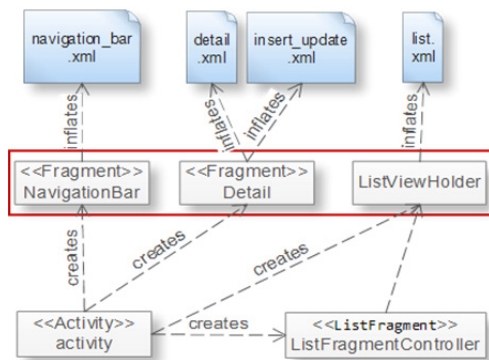 navigation_bar
.xml
detail
.xml
insert_update
.xml
list.
xml
inflates
inflates
inflates
inflates
<<Fragment>>
NavigationBar
<<Fragment>>
Detail
ListViewHolder
creates
creates
creates
<<Activity>>
activity
creates
<<ListFragment>>
ListFragmentController